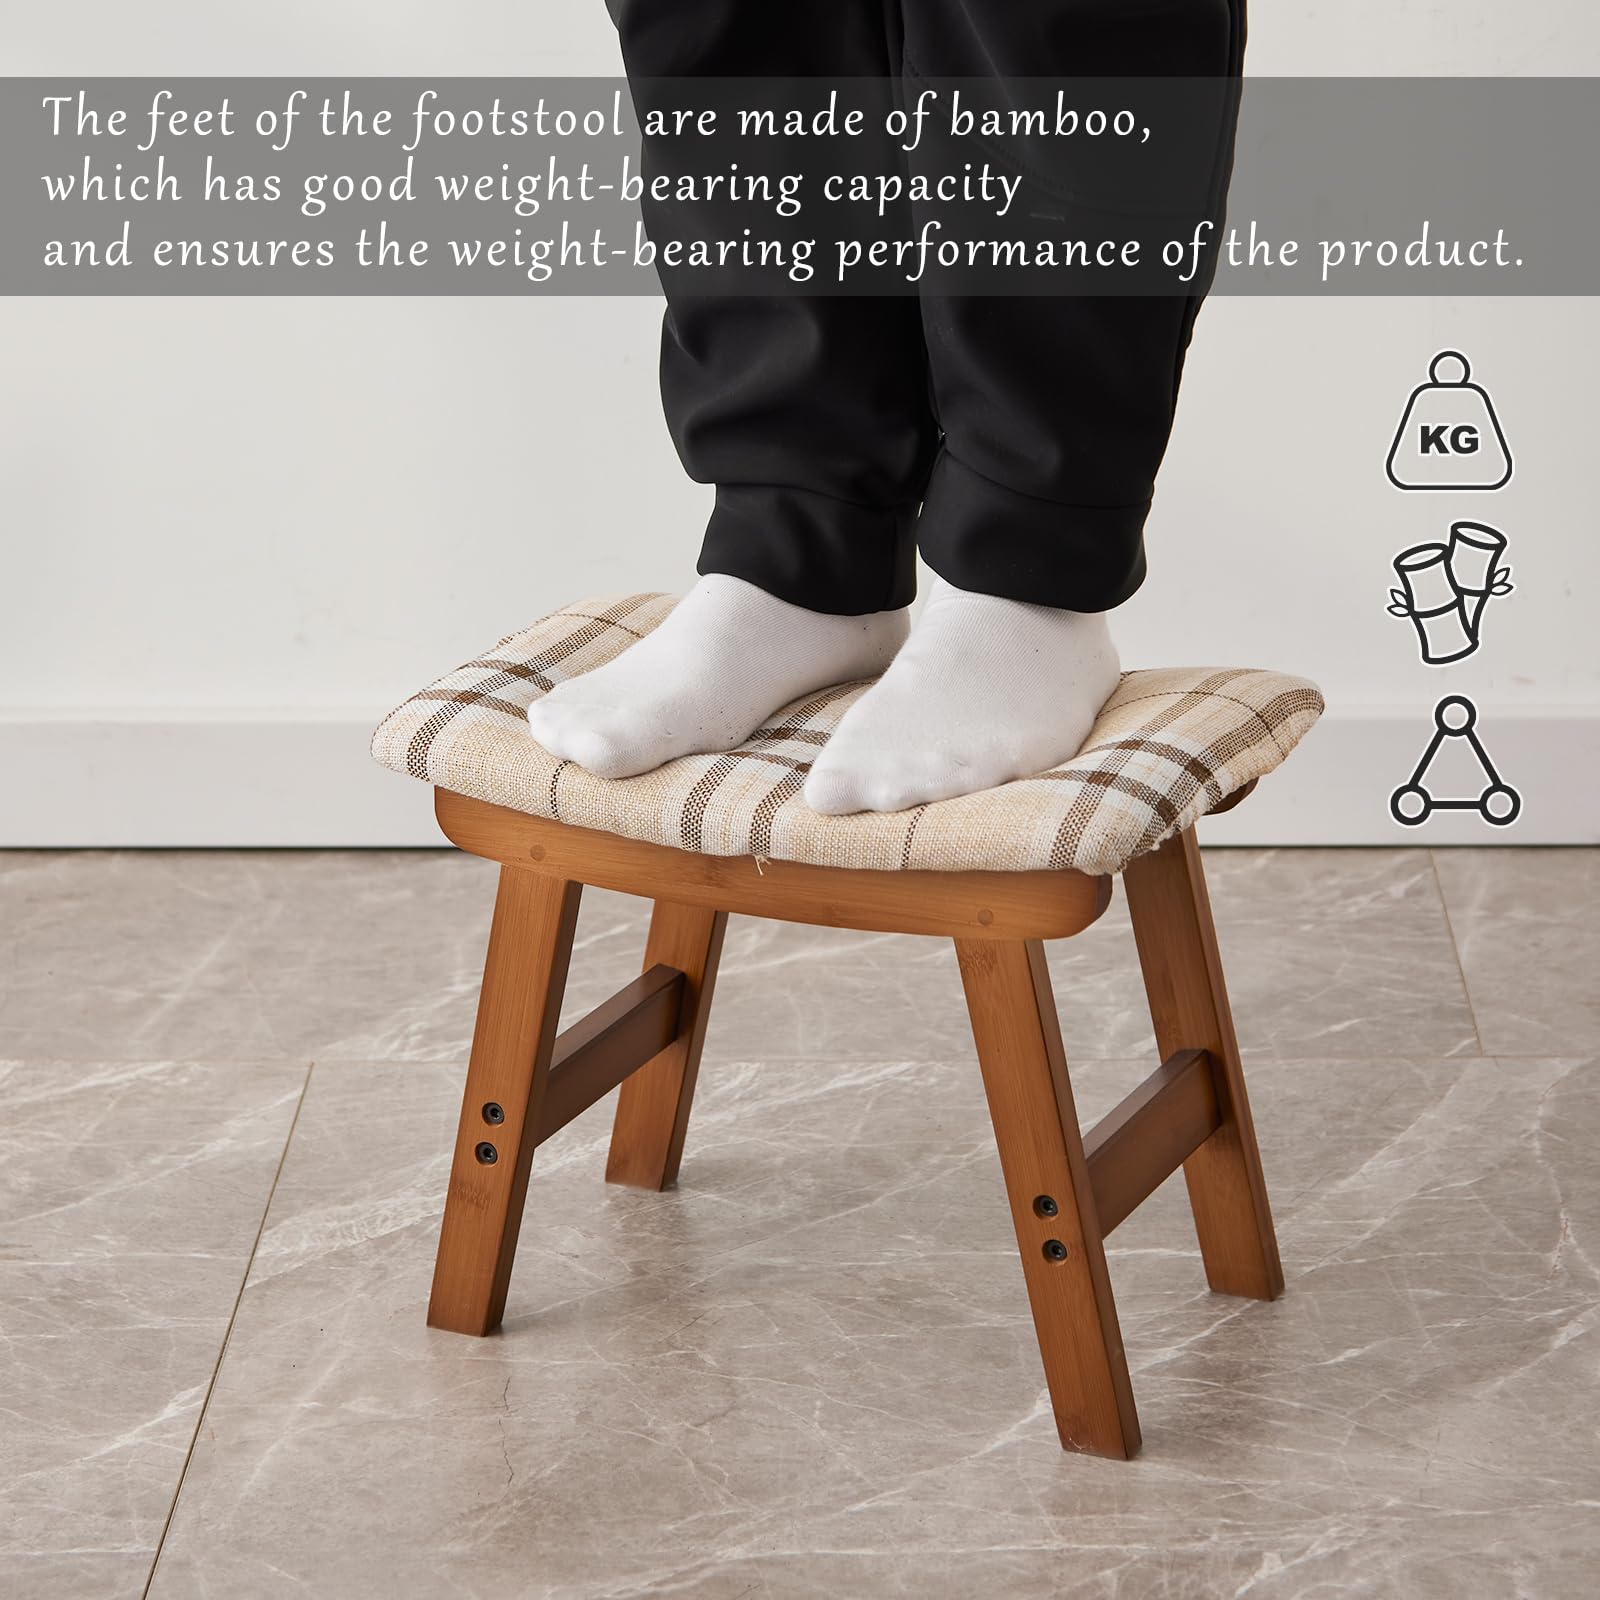 The feet of the footstool are made of bamboo,
which has good weight-bearing capacity
and ensures the weight-bearing performance of the product.
KG